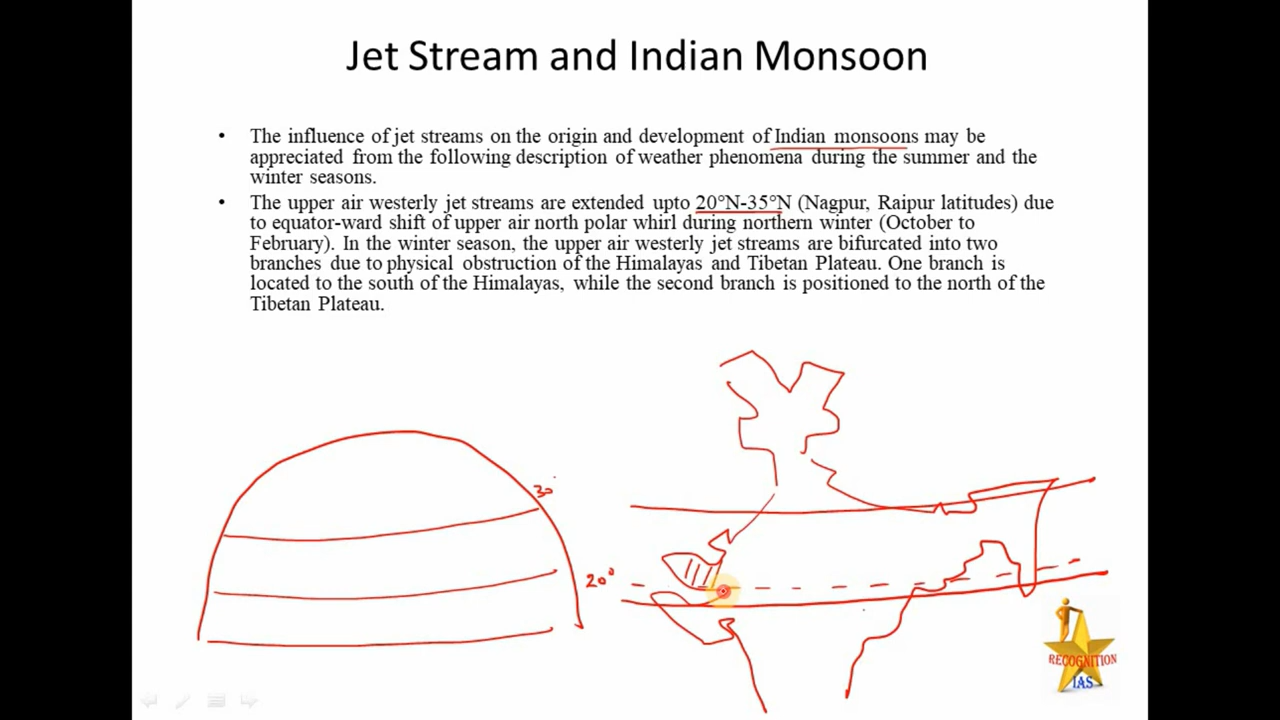 Jet Stream and Indian Monsoon
• The influence of jet streams on the origin and development of Indian monsoons may be
appreciated from the following description of weather phenomena during the summer and the
winter seasons.
• The upper air westerly jet streams are extended upto 20°N-35°N (Nagpur, Raipur latitudes) due
to equator-ward shift of upper air north polar whirl during northern winter (October to
February). In the winter season, the upper air westerly jet streams are bifurcated into two
branches due to physical obstruction of the Himalayas and Tibetan Plateau. One branch is
located to the south of the Himalayas, while the second branch is positioned to the north of the
Tibetan Plateau.
30°
20°
RECOGNITION
IAS